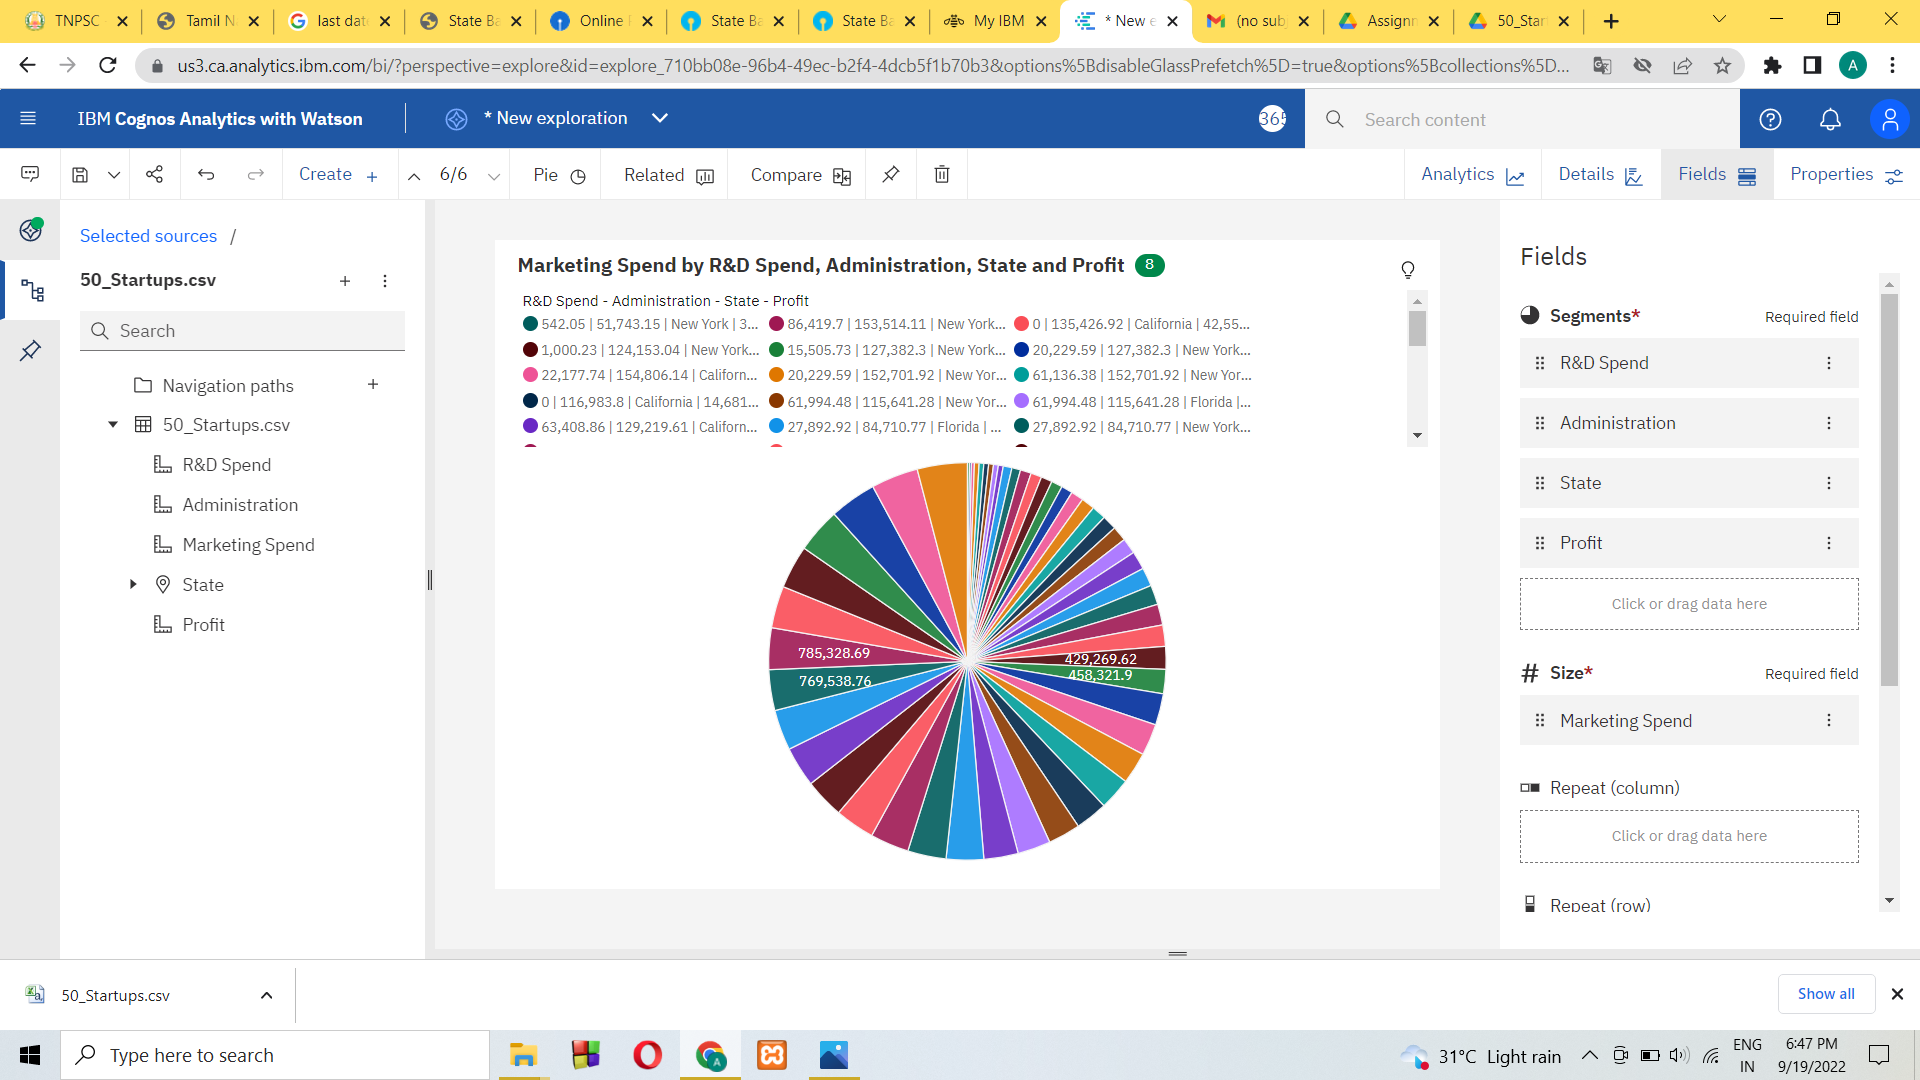 TNPSC
Tamil N
last dat
State Ba
Online
State Ba
State Ba
My IBM
* New e
(no sub
Assignn
50_Star
us3.ca.analytics.ibm.com/bi/?perspective=explore&id=explore_710bb08e-96b4-49ec-b2f4-4dcb5f1b70b3&options%5BdisableGlassPrefetch%5D=true&options%5Bcollections%5D...
A
IBM Cognos Analytics with Watson
* New exploration
365
Search content
Create +
6/6
Pie
Related
Compare
Analytics
Details
Fields
Properties
Selected sources /
50_Startups.csv
Search
Navigation paths
50_Startups.csv
R&D Spend
Administration
Marketing Spend
State
Profit
Marketing Spend by R&D Spend, Administration, State and Profit 8
R&D Spend - Administration - State - Profit
542.05 | 51,743.15 | New York | 3... 86,419.7 | 153,514.11 | New York... 0 | 135,426.92 | California | 42,55...
1,000.23 | 124,153.04 | New York... 15,505.73 | 127,382.3 | New York... 20,229.59 | 127,382.3 | New York...
22,177.74 | 154,806.14 | Californ... 20,229.59 | 152,701.92 | New Yor... 61,136.38 | 152,701.92 | New Yor...
0 | 116,983.8 | California | 14,681... 61,994.48 | 115,641.28 | New Yor... 61,994.48 | 115,641.28 | Florida |...
63,408.86 | 129,219.61 | Californ... 27,892.92 | 84,710.77 | Florida | ... 27,892.92 | 84,710.77 | New York...
785,328.69
769,538.76
429,269.62
458,321.9
Fields
Segments* Required field
R&D Spend
Administration
State
Profit
Click or drag data here
Size* Required field
Marketing Spend
Repeat (column)
Click or drag data here
Repeat (row)
50_Startups.csv
Show all
Type here to search
31°C Light rain
ENG
IN
6:47 PM
9/19/2022